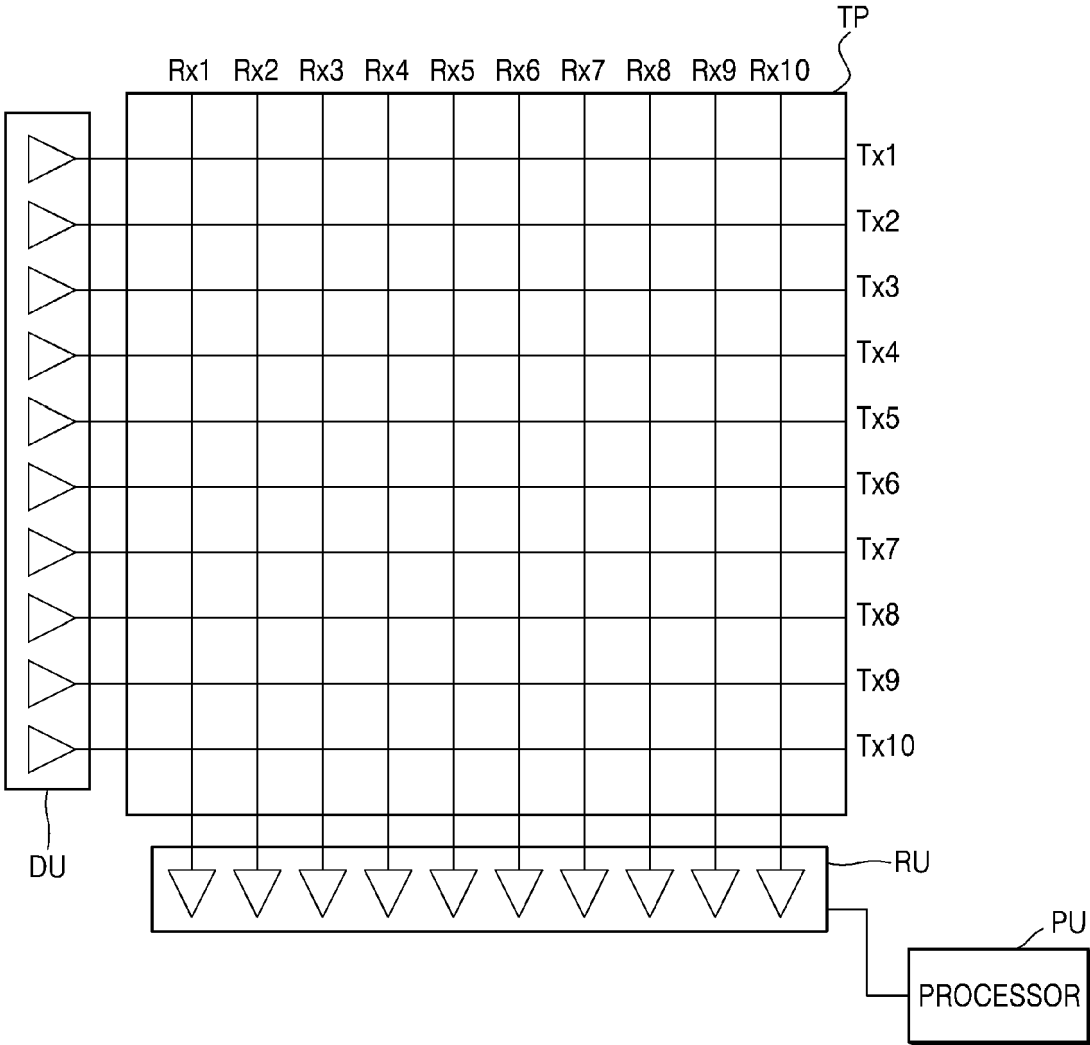 TP
Rx1 Rx2 Rx3 Rx4 Rx5 Rx6 Rx7 Rx8 Rx9 Rx10
Tx1
Tx2
Tx3
Tx4
Tx5
Tx6
Tx7
Tx8
Tx9
Tx10
DU
RU
PU
PROCESSOR